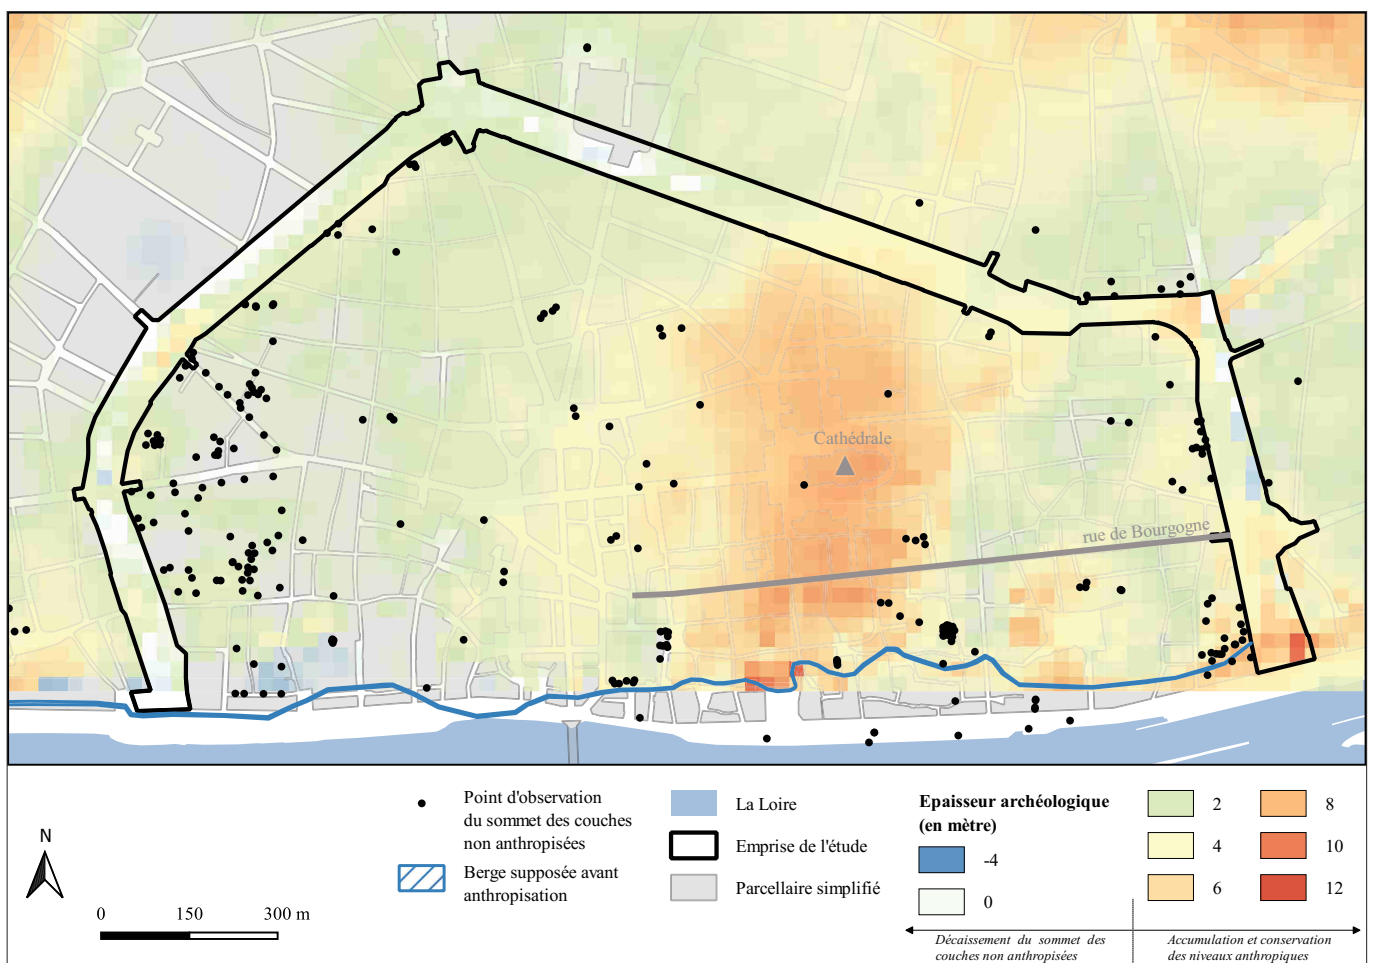 Cathédrale
rue de Bourgogne
N
0 150 300 m
Point d'observation
du sommet des couches
non anthropisées
Berge supposée avant
anthropisation
La Loire
Emprise de l'étude
Parcellaire simplifié
Epaisseur archéologique
(en mètre)
-4
0
2
4
6
8
10
12
Décaissement du sommet des
couches non anthropisées
Accumulation et conservation
des niveaux anthropiques